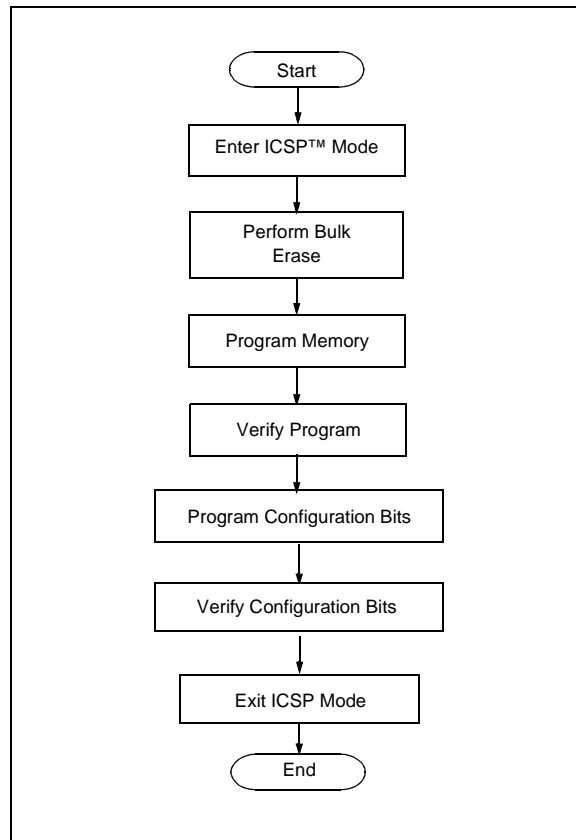 Start
Enter ICSP™ Mode
Perform Bulk
Erase
Program Memory
Verify Program
Program Configuration Bits
Verify Configuration Bits
Exit ICSP Mode
End